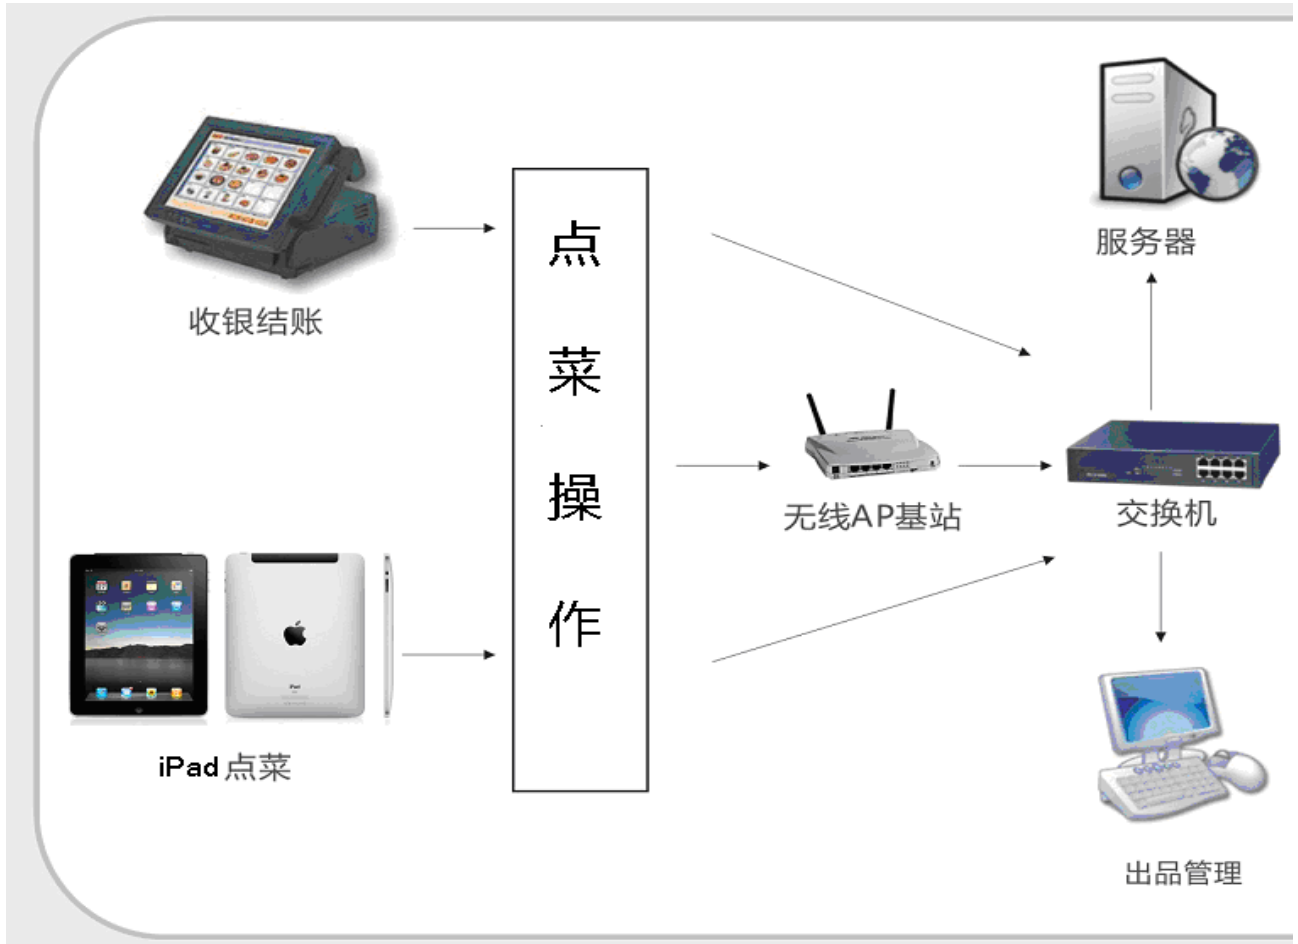 收银结账
点
菜
操
作
iPad 点菜
无线AP基站
服务器
交换机
出品管理